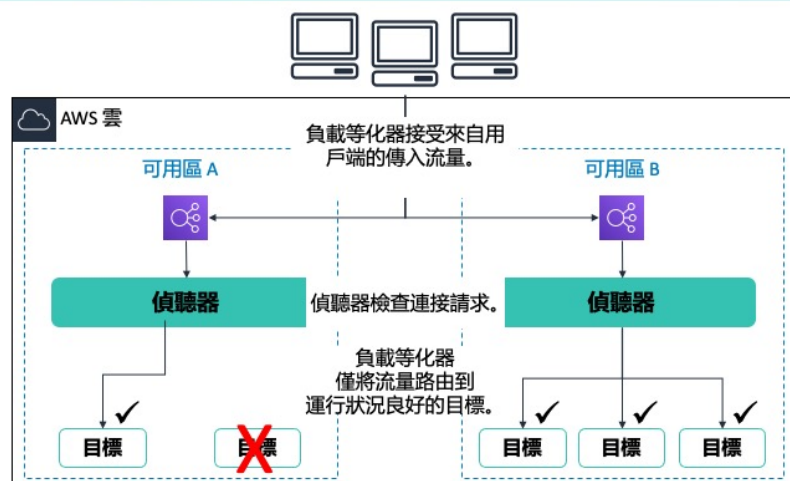 AWS 雲
負載等化器接受來自用
戶端的傳入流量。
可用區 A
可用區 B
偵聽器
偵聽器檢查連接請求。
偵聽器
負載等化器
僅將流量路由到
運行狀況良好的目標。
目標
目標
目標
目標
目標